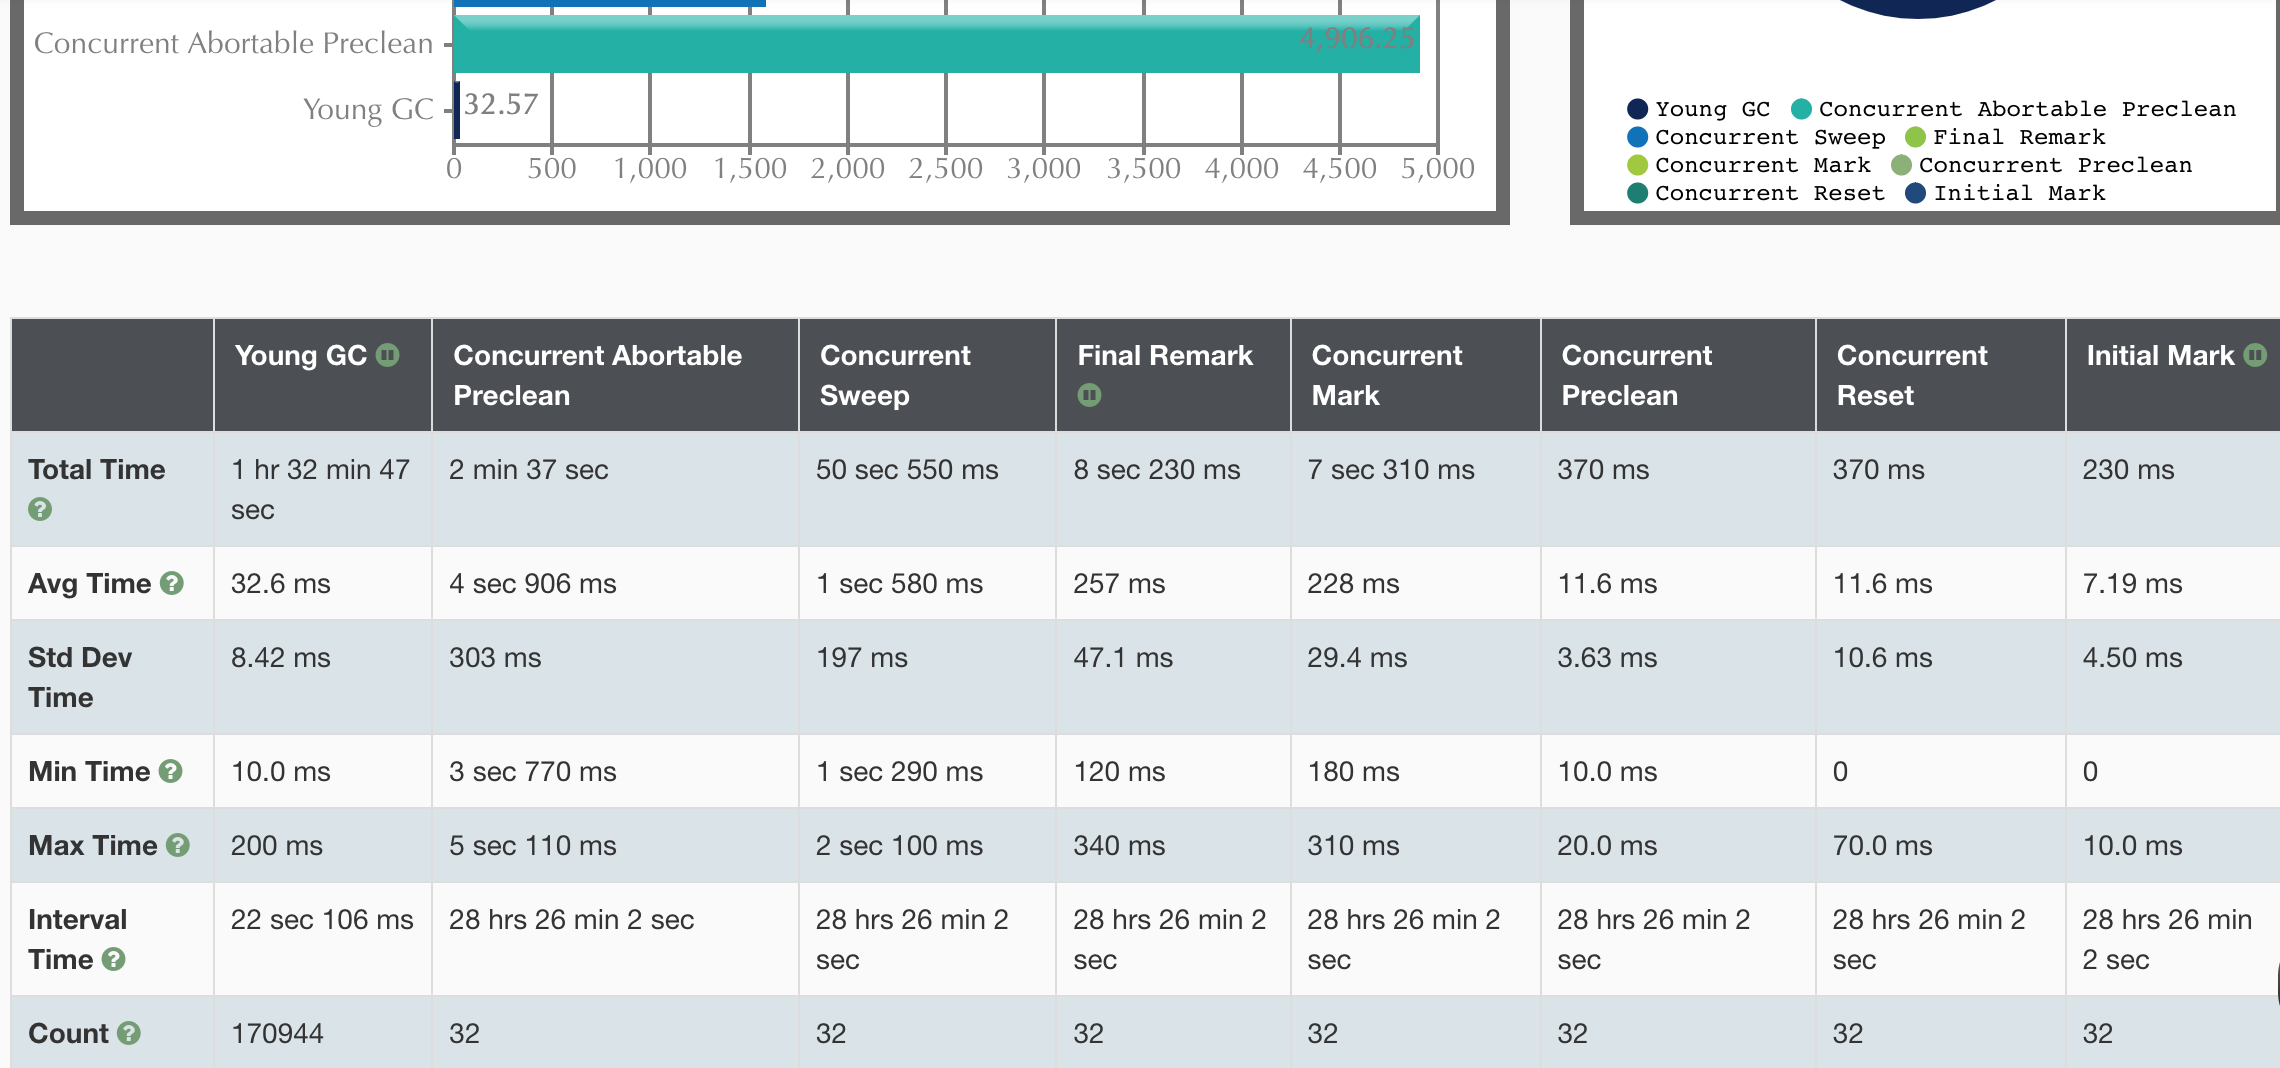 Concurrent Abortable Preclean 4,906.25
Young GC 32.57
0 500 1,000 1,500 2,000 2,500 3,000 3,500 4,000 4,500 5,000
Young GC Concurrent Abortable Preclean
Concurrent Sweep Final Remark
Concurrent Mark Concurrent Preclean
Concurrent Reset Initial Mark
Young GC Concurrent Abortable Preclean Concurrent Sweep Final Remark Concurrent Mark Concurrent Preclean Concurrent Reset Initial Mark
Total Time ? 1 hr 32 min 47 sec 2 min 37 sec 50 sec 550 ms 8 sec 230 ms 7 sec 310 ms 370 ms 370 ms 230 ms
Avg Time ? 32.6 ms 4 sec 906 ms 1 sec 580 ms 257 ms 228 ms 11.6 ms 11.6 ms 7.19 ms
Std Dev Time 8.42 ms 303 ms 197 ms 47.1 ms 29.4 ms 3.63 ms 10.6 ms 4.50 ms
Min Time ? 10.0 ms 3 sec 770 ms 1 sec 290 ms 120 ms 180 ms 10.0 ms 0 0
Max Time ? 200 ms 5 sec 110 ms 2 sec 100 ms 340 ms 310 ms 20.0 ms 70.0 ms 10.0 ms
Interval Time ? 22 sec 106 ms 28 hrs 26 min 2 sec 28 hrs 26 min 2 sec 28 hrs 26 min 2 sec 28 hrs 26 min 2 sec 28 hrs 26 min 2 sec 28 hrs 26 min 2 sec 28 hrs 26 min 2 sec
Count ? 170944 32 32 32 32 32 32 32